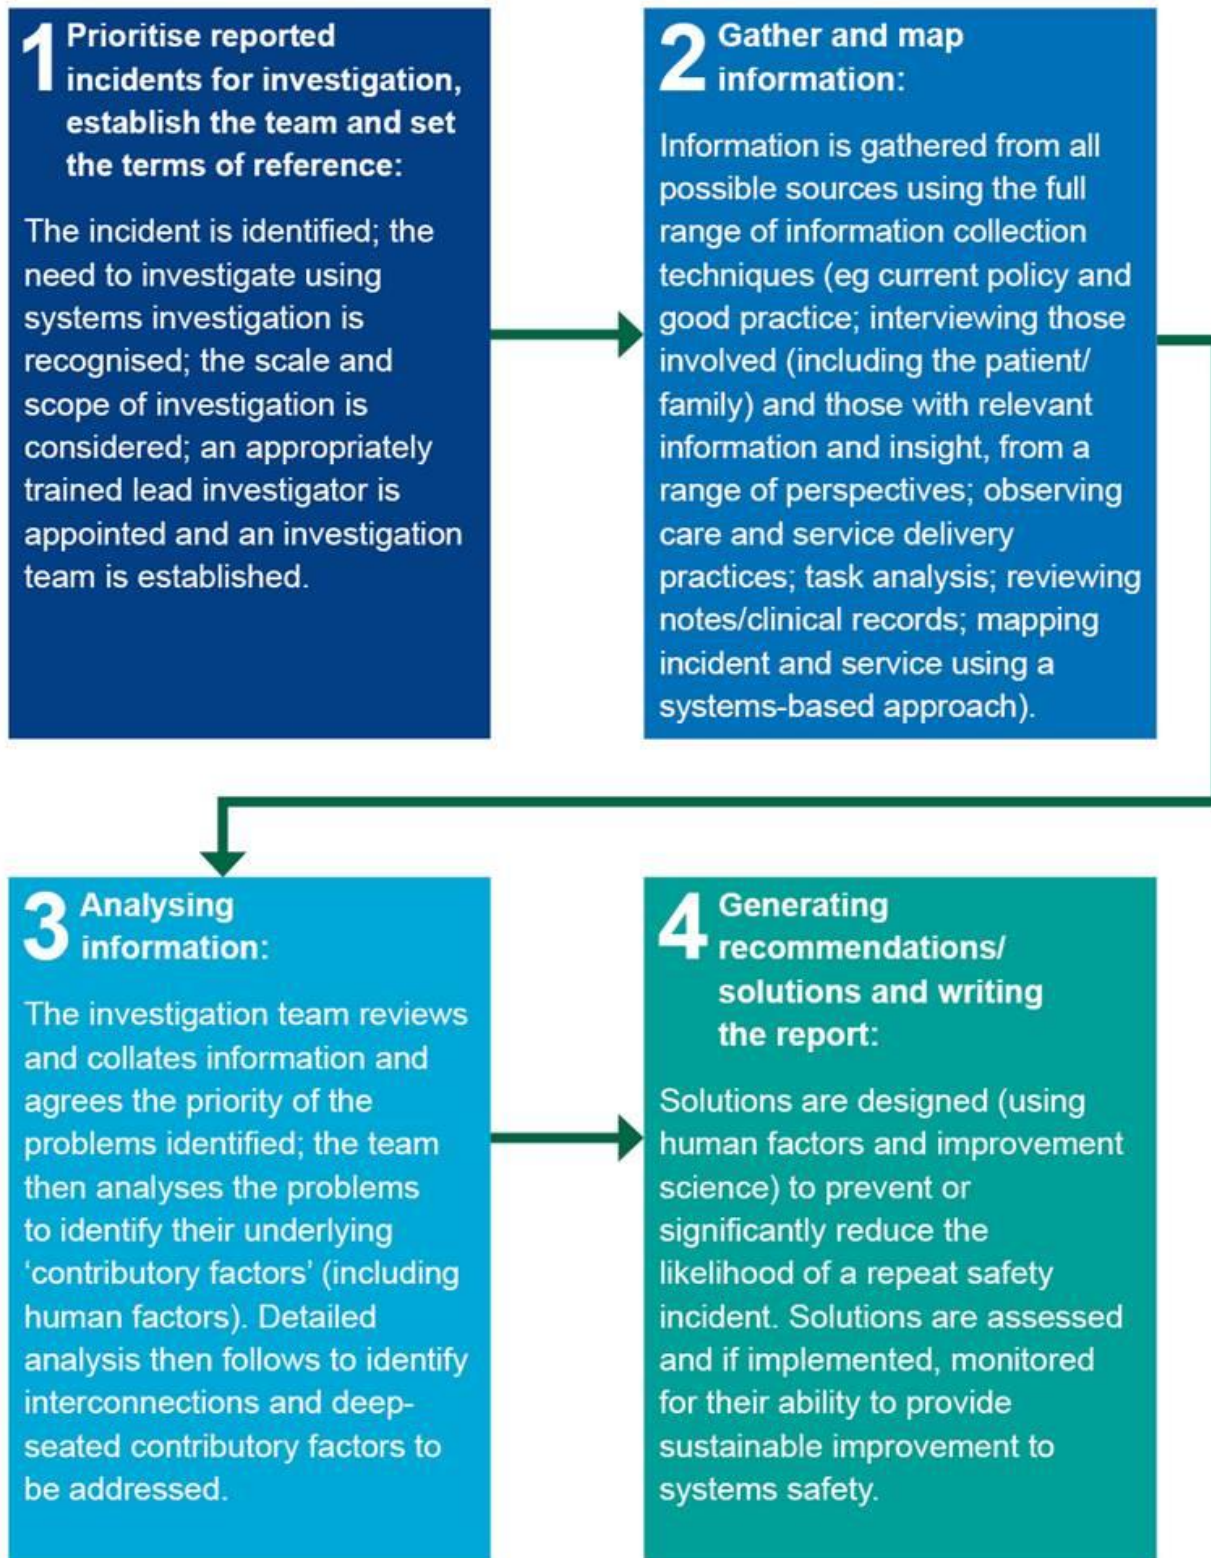 1 Prioritise reported
incidents for investigation,
establish the team and set
the terms of reference:
The incident is identified; the
need to investigate using
systems investigation is
recognised; the scale and
scope of investigation is
considered; an appropriately
trained lead investigator is
appointed and an investigation
team is established.
2 Gather and map
information:
Information is gathered from all
possible sources using the full
range of information collection
techniques (eg current policy and
good practice; interviewing those
involved (including the patient/
family) and those with relevant
information and insight, from a
range of perspectives; observing
care and service delivery
practices; task analysis; reviewing
notes/clinical records; mapping
incident and service using a
systems-based approach).
3 Analysing
information:
The investigation team reviews
and collates information and
agrees the priority of the
problems identified; the team
then analyses the problems
to identify their underlying
‘contributory factors’ (including
human factors). Detailed
analysis then follows to identify
interconnections and deep-
seated contributory factors to
be addressed.
4 Generating
recommendations/
solutions and writing
the report:
Solutions are designed (using
human factors and improvement
science) to prevent or
significantly reduce the
likelihood of a repeat safety
incident. Solutions are assessed
and if implemented, monitored
for their ability to provide
sustainable improvement to
systems safety.